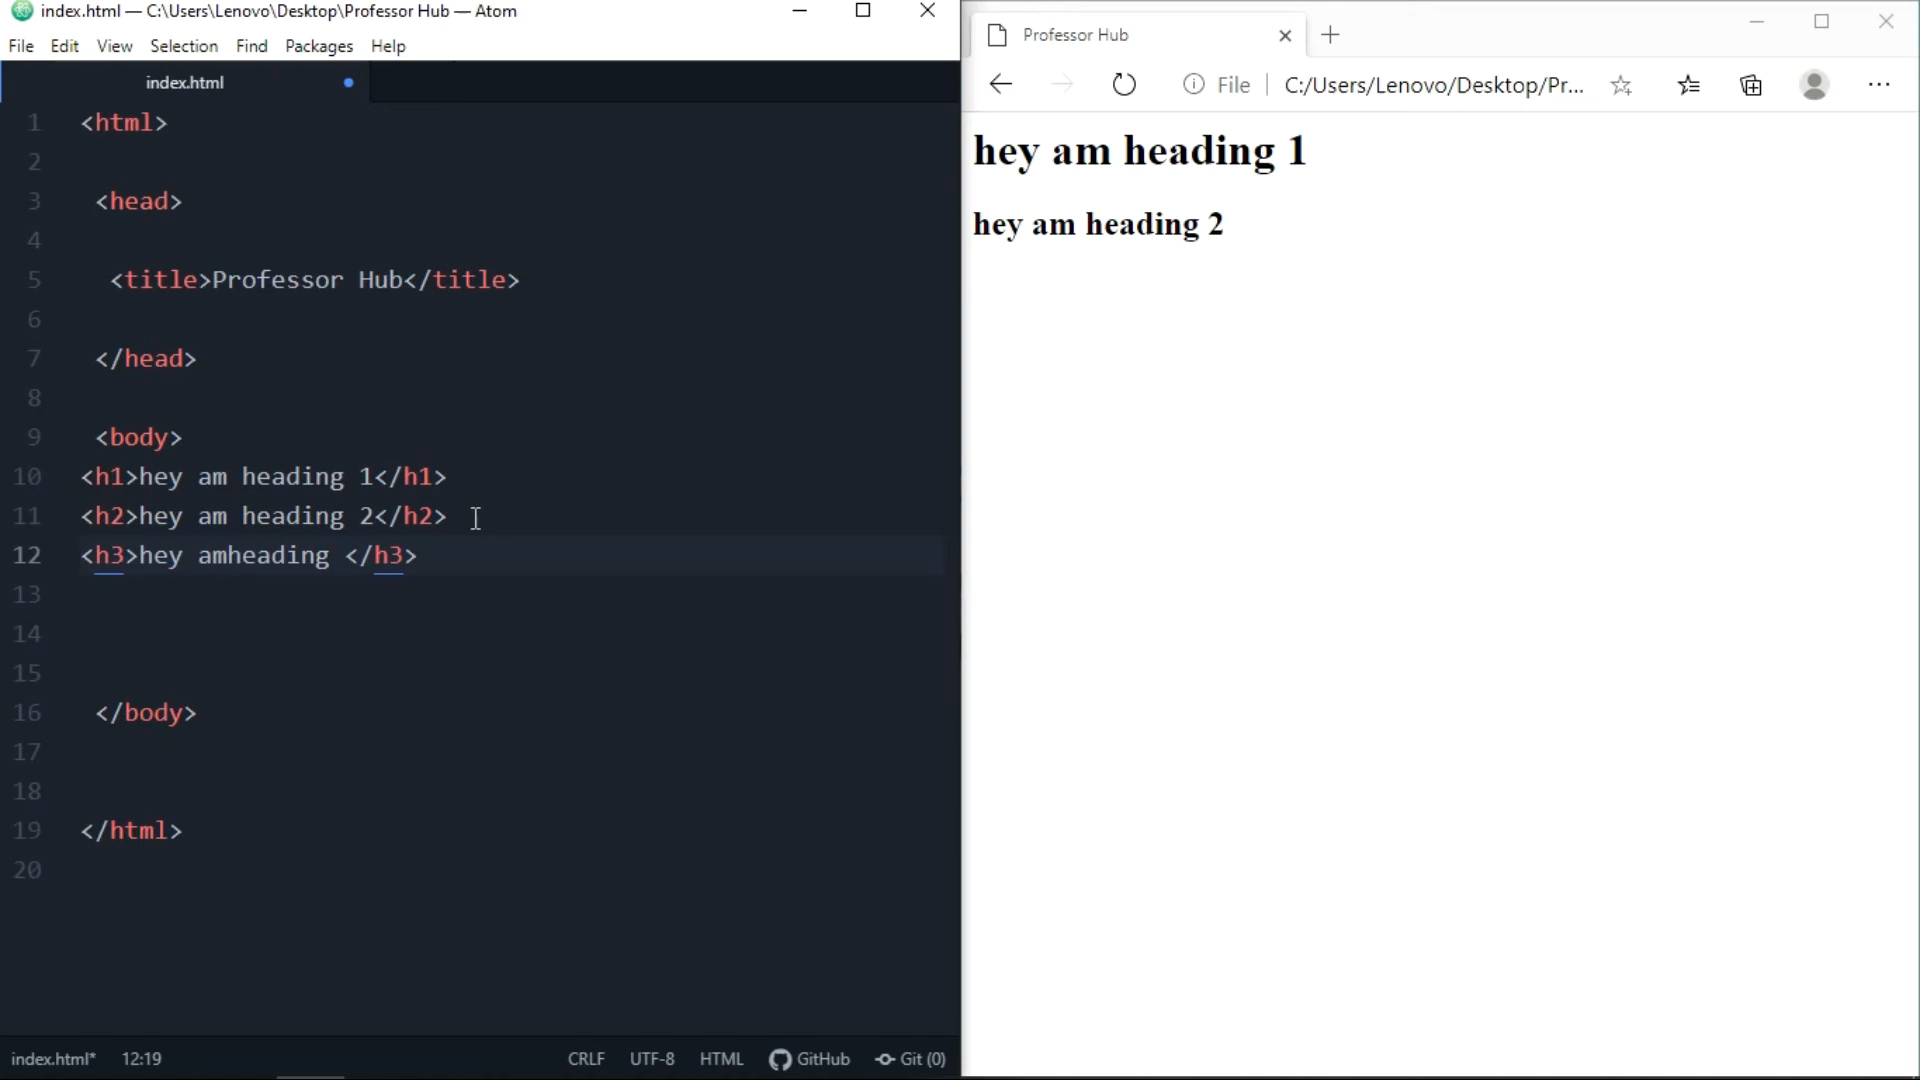 index.html — C:\Users\Lenovo\Desktop\Professor Hub — Atom
File Edit View Selection Find Packages Help
index.html
1 <html>
2
3 <head>
4
5 <title>Professor Hub</title>
6
7 </head>
8
9 <body>
10 <h1>hey am heading 1</h1>
11 <h2>hey am heading 2</h2>
12 <h3>hey amheading </h3>
13
14
15
16 </body>
17
18
19 </html>
20
index.html* 12:19 CRLF UTF-8 HTML GitHub Git (0)
Professor Hub
File C:/Users/Lenovo/Desktop/Pr...
hey am heading 1
hey am heading 2